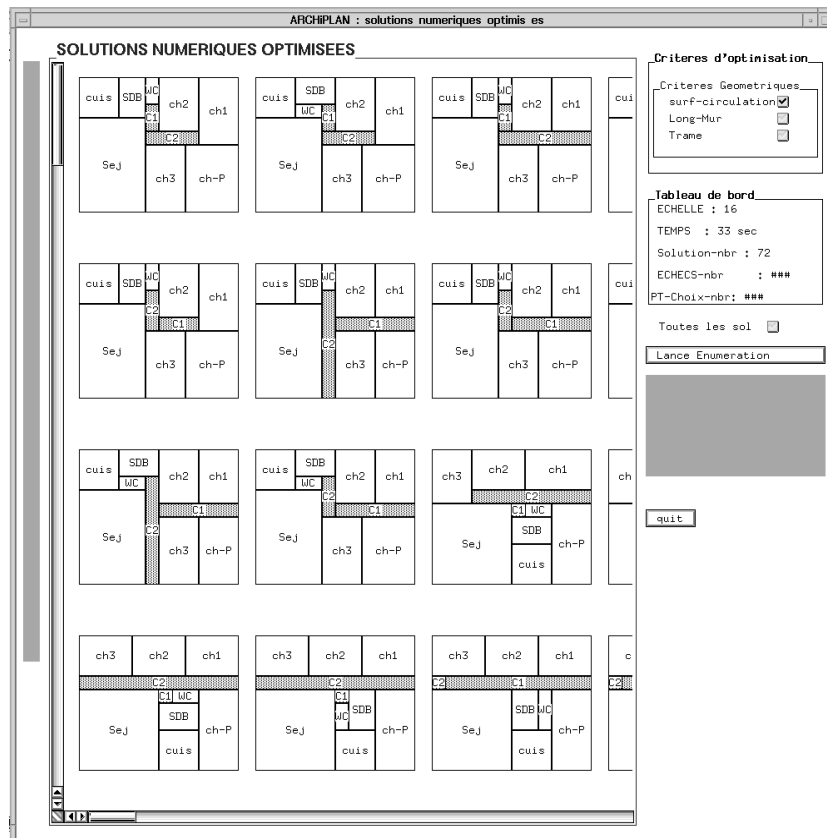 ARCHiPLAN : solutions numeriques optimis es
SOLUTIONS NUMERIQUES OPTIMISEES
cuis SDB WC ch2 ch1
C1
C2
Sej ch3 ch-P
cuis SDB ch2 ch1
WC C1
C2
Sej ch3 ch-P
cuis SDB WC ch2 ch1
C1
C2
Sej ch3 ch-P
cui
cuis SDB WC ch2 ch1
C2
C1
Sej ch3 ch-P
cuis SDB WC ch2 ch1
C1
Sej C2 ch3 ch-P
cuis SDB WC ch2 ch1
C2
C1
Sej ch3 ch-P
cui
cuis SDB ch2 ch1
WC
C1
C2
Sej ch3 ch-P
cuis SDB ch2 ch1
WC C2
C1
Sej ch3 ch-P
ch3 ch2 ch1
C2
C1 WC
Sej SDB ch-P
cuis
ch
ch3 ch2 ch1
C2
C1 WC
SDB
Sej ch-P
cuis
ch3 ch2 ch1
C2
C1
WC SDB
Sej ch-P
cuis
ch3 ch2 ch1
C2 C1
SDB WC
Sej ch-P
cuis
c
C2
Criteres d'optimisation
Criteres Geometriques
surf-circulation
Long-Mur
Trame
Tableau de bord
ECHELLE : 16
TEMPS : 33 sec
Solution-nbr : 72
ECHECS-nbr : ###
PT-Choix-nbr: ###
Toutes les sol
Lance Enumeration
quit